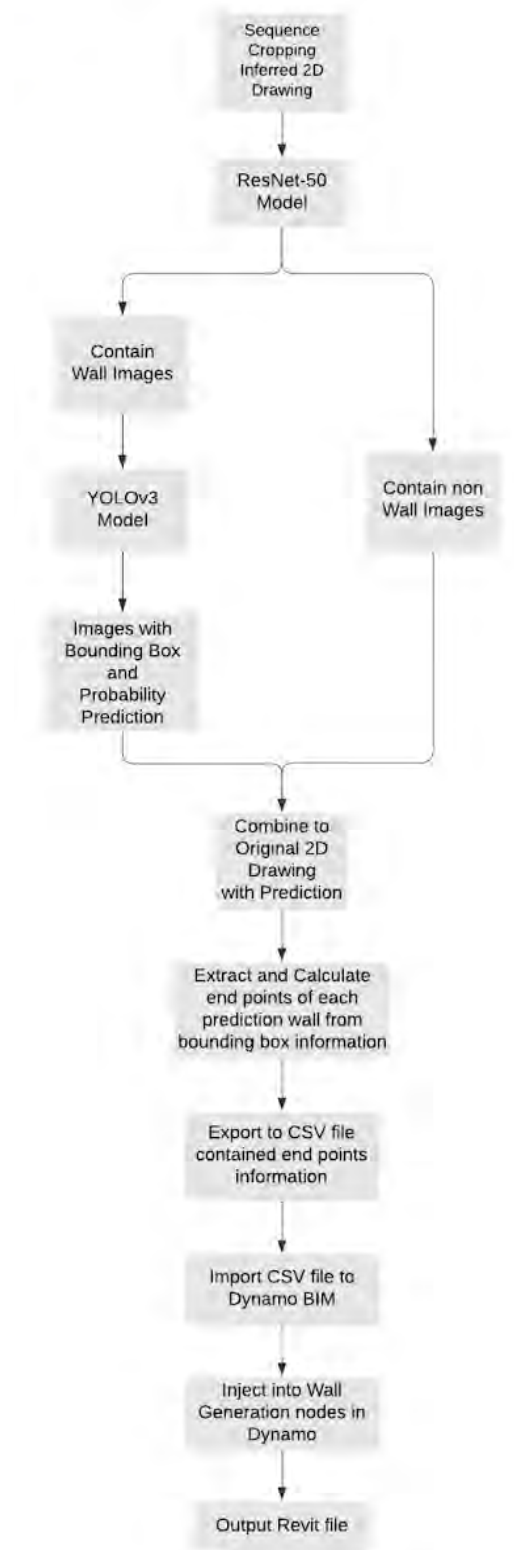 Sequence
Cropping
Inferred 2D
Drawing
ResNet-50
Model
Contain
Wall Images
YOLOv3
Model
Contain non
Wall Images
Images with
Bounding Box
and
Probability
Prediction
Combine to
Original 2D
Drawing
with Prediction
Extract and Calculate
end points of each
prediction wall from
bounding box information
Export to CSV file
contained end points
information
Import CSV file to
Dynamo BIM
Inject into Wall
Generation nodes in
Dynamo
Output Revit file